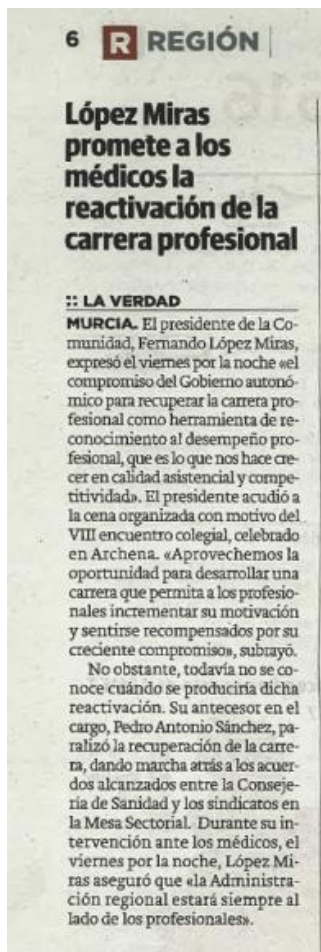 6 R REGIÓN
López Miras
promete a los
médicos la
reactivación de la
carrera profesional
:: LA VERDAD
MURCIA. El presidente de la Co-
munidad, Fernando López Miras,
expresó el viernes por la noche «el
compromiso del Gobierno autonó-
mico para recuperar la carrera pro-
fesional como herramienta de re-
conocimiento al desempeño pro-
fesional, que es lo que nos hace cre-
cer en calidad asistencial y compe-
titividad». El presidente acudió a
la cena organizada con motivo del
VIII encuentro colegial, celebrado
en Archena. «Aprovechemos la
oportunidad para desarrollar una
carrera que permita a los profesio-
nales incrementar su motivación
y sentirse recompensados por su
creciente compromiso», subrayó.
No obstante, todavía no se co-
noce cuándo se produciría dicha
reactivación. Su antecesor en el
cargo, Pedro Antonio Sánchez, pa-
ralizó la recuperación de la carre-
ra, dando marcha atrás a los acuer-
dos alcanzados entre la Conseje-
ría de Sanidad y los sindicatos en
la Mesa Sectorial. Durante su in-
tervención ante los médicos, el
viernes por la noche, López Mi-
ras aseguró que «la Administra-
ción regional estará siempre al
lado de los profesionales».